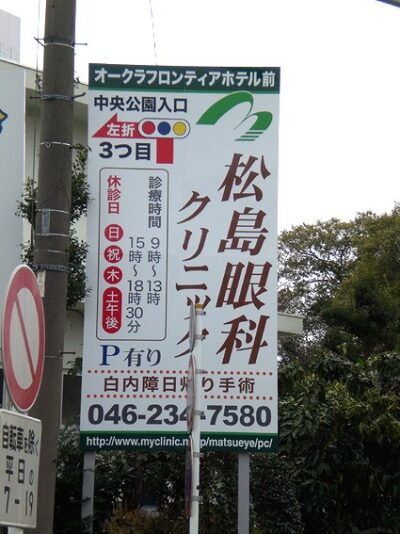 オークラフロンティアホテル前
中央公園入口
左折
3つ目
松島眼科
クリニック
診療時間
9時〜13時
15時〜18時30分
休診日 日 祝 木 土午後
P有り
白内障日帰り手術
046-234-7580
http://www.myclinic.ne.jp/matsueye/pc/
自転車を除く
平日の
7-19